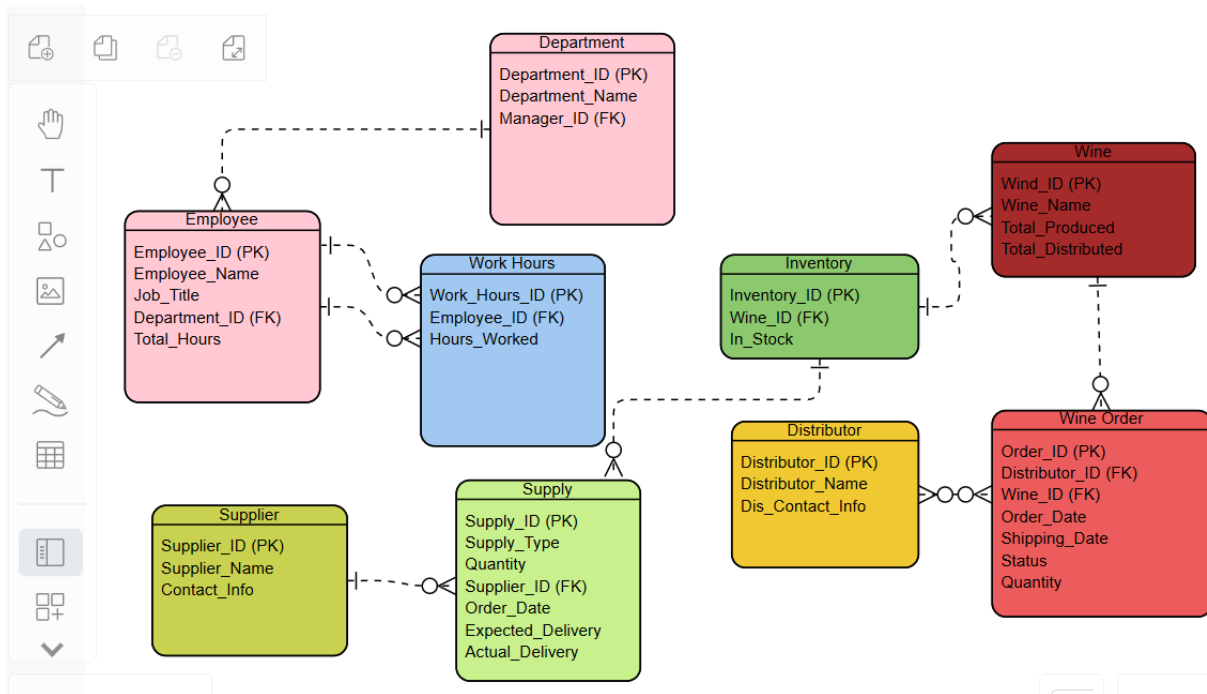 Department
Department_ID (PK)
Department_Name
Manager_ID (FK)
Wine
Wind_ID (PK)
Wine_Name
Total_Produced
Total_Distributed
Employee
Employee_ID (PK)
Employee_Name
Job_Title
Department_ID (FK)
Total_Hours
Work Hours
Work_Hours_ID (PK)
Employee_ID (FK)
Hours_Worked
Inventory
Inventory_ID (PK)
Wine_ID (FK)
In_Stock
Distributor
Distributor_ID (PK)
Distributor_Name
Dis_Contact_Info
Wine Order
Order_ID (PK)
Distributor_ID (FK)
Wine_ID (FK)
Order_Date
Shipping_Date
Status
Quantity
Supplier
Supplier_ID (PK)
Supplier_Name
Contact_Info
Supply
Supply_ID (PK)
Supply_Type
Quantity
Supplier_ID (FK)
Order_Date
Expected_Delivery
Actual_Delivery